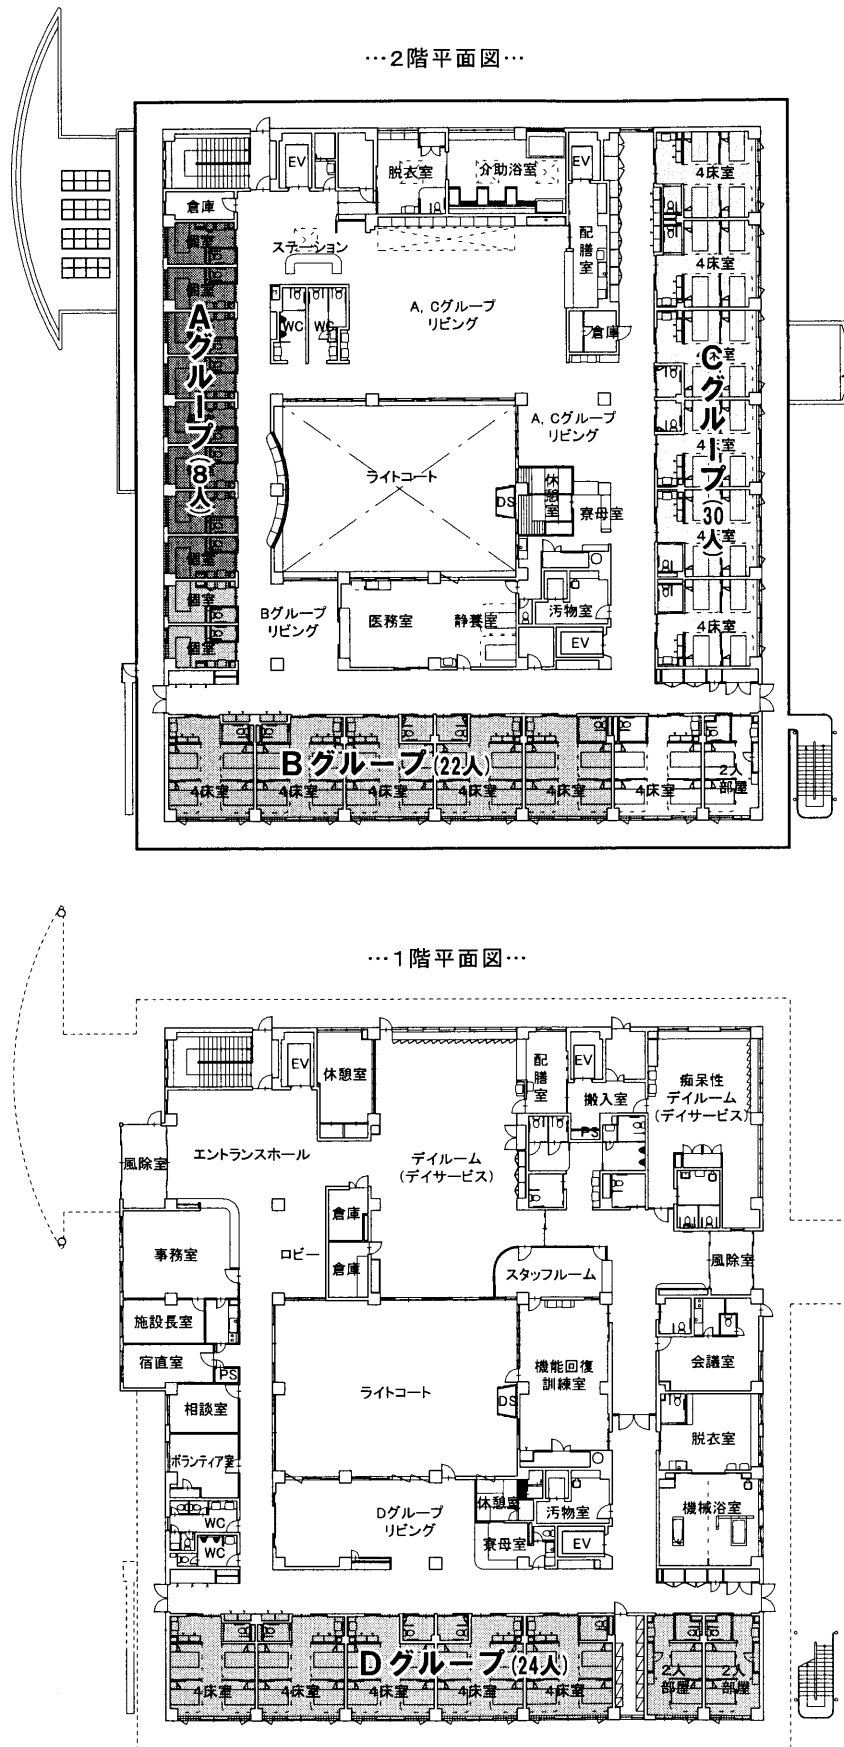 …2階平面図…
EV
脱衣室
介助浴室
EV
4床室
倉庫
配膳室
個室
ステーション
4床室
個室
A, Cグループ
リビング
WC
WC
倉庫
Aグループ(8人)
Cグループ(30人)
A, Cグループ
リビング
4床室
ライトコート
休憩室
DS
寮母室
4床室
個室
個室
汚物室
Bグループ
リビング
医務室
静養室
4床室
個室
EV
Bグループ(22人)
4床室
4床室
4床室
4床室
4床室
4床室
2人
部屋
…1階平面図…
EV
休憩室
配膳室
EV
搬入室
痴呆性
デイルーム
(デイサービス)
PS
風除室
エントランスホール
デイルーム
(デイサービス)
倉庫
事務室
ロビー
倉庫
スタッフルーム
風除室
施設長室
宿直室
PS
機能回復
訓練室
会議室
ライトコート
DS
相談室
脱衣室
ボランティア室
休憩室
機械浴室
WC
Dグループ
リビング
汚物室
WC
寮母室
EV
Dグループ(24人)
4床室
4床室
4床室
4床室
4床室
2人
部屋
2人
部屋